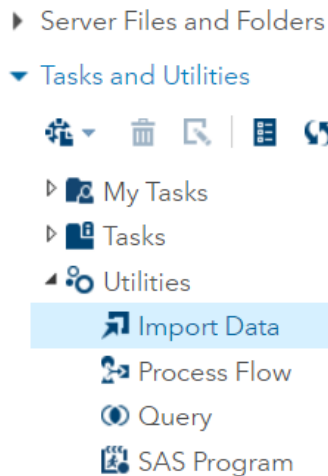 Server Files and Folders
Tasks and Utilities
My Tasks
Tasks
Utilities
Import Data
Process Flow
Query
SAS Program